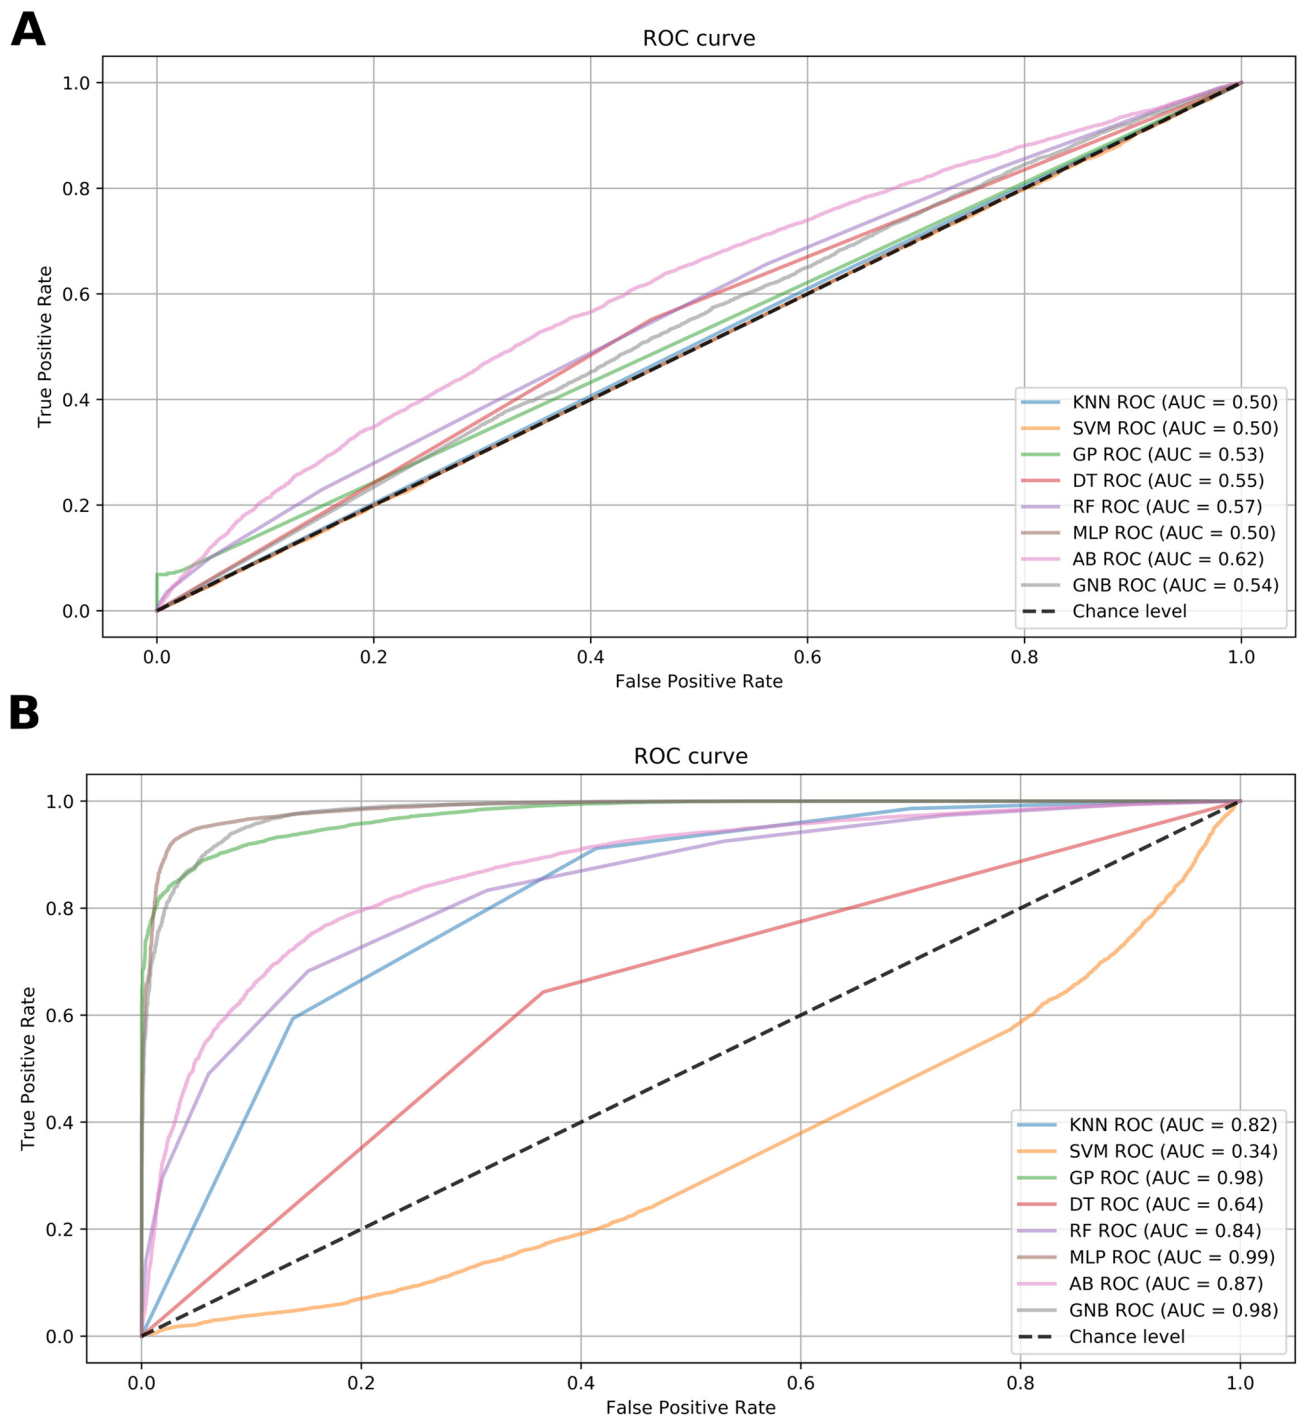 A
ROC curve
True Positive Rate
1.0
0.8
0.6
0.4
0.2
0.0
KNN ROC (AUC = 0.50)
SVM ROC (AUC = 0.50)
GP ROC (AUC = 0.53)
DT ROC (AUC = 0.55)
RF ROC (AUC = 0.57)
MLP ROC (AUC = 0.50)
AB ROC (AUC = 0.62)
GNB ROC (AUC = 0.54)
Chance level
0.0 0.2 0.4 0.6 0.8 1.0
False Positive Rate
B
ROC curve
True Positive Rate
1.0
0.8
0.6
0.4
0.2
0.0
KNN ROC (AUC = 0.82)
SVM ROC (AUC = 0.34)
GP ROC (AUC = 0.98)
DT ROC (AUC = 0.64)
RF ROC (AUC = 0.84)
MLP ROC (AUC = 0.99)
AB ROC (AUC = 0.87)
GNB ROC (AUC = 0.98)
Chance level
0.0 0.2 0.4 0.6 0.8 1.0
False Positive Rate